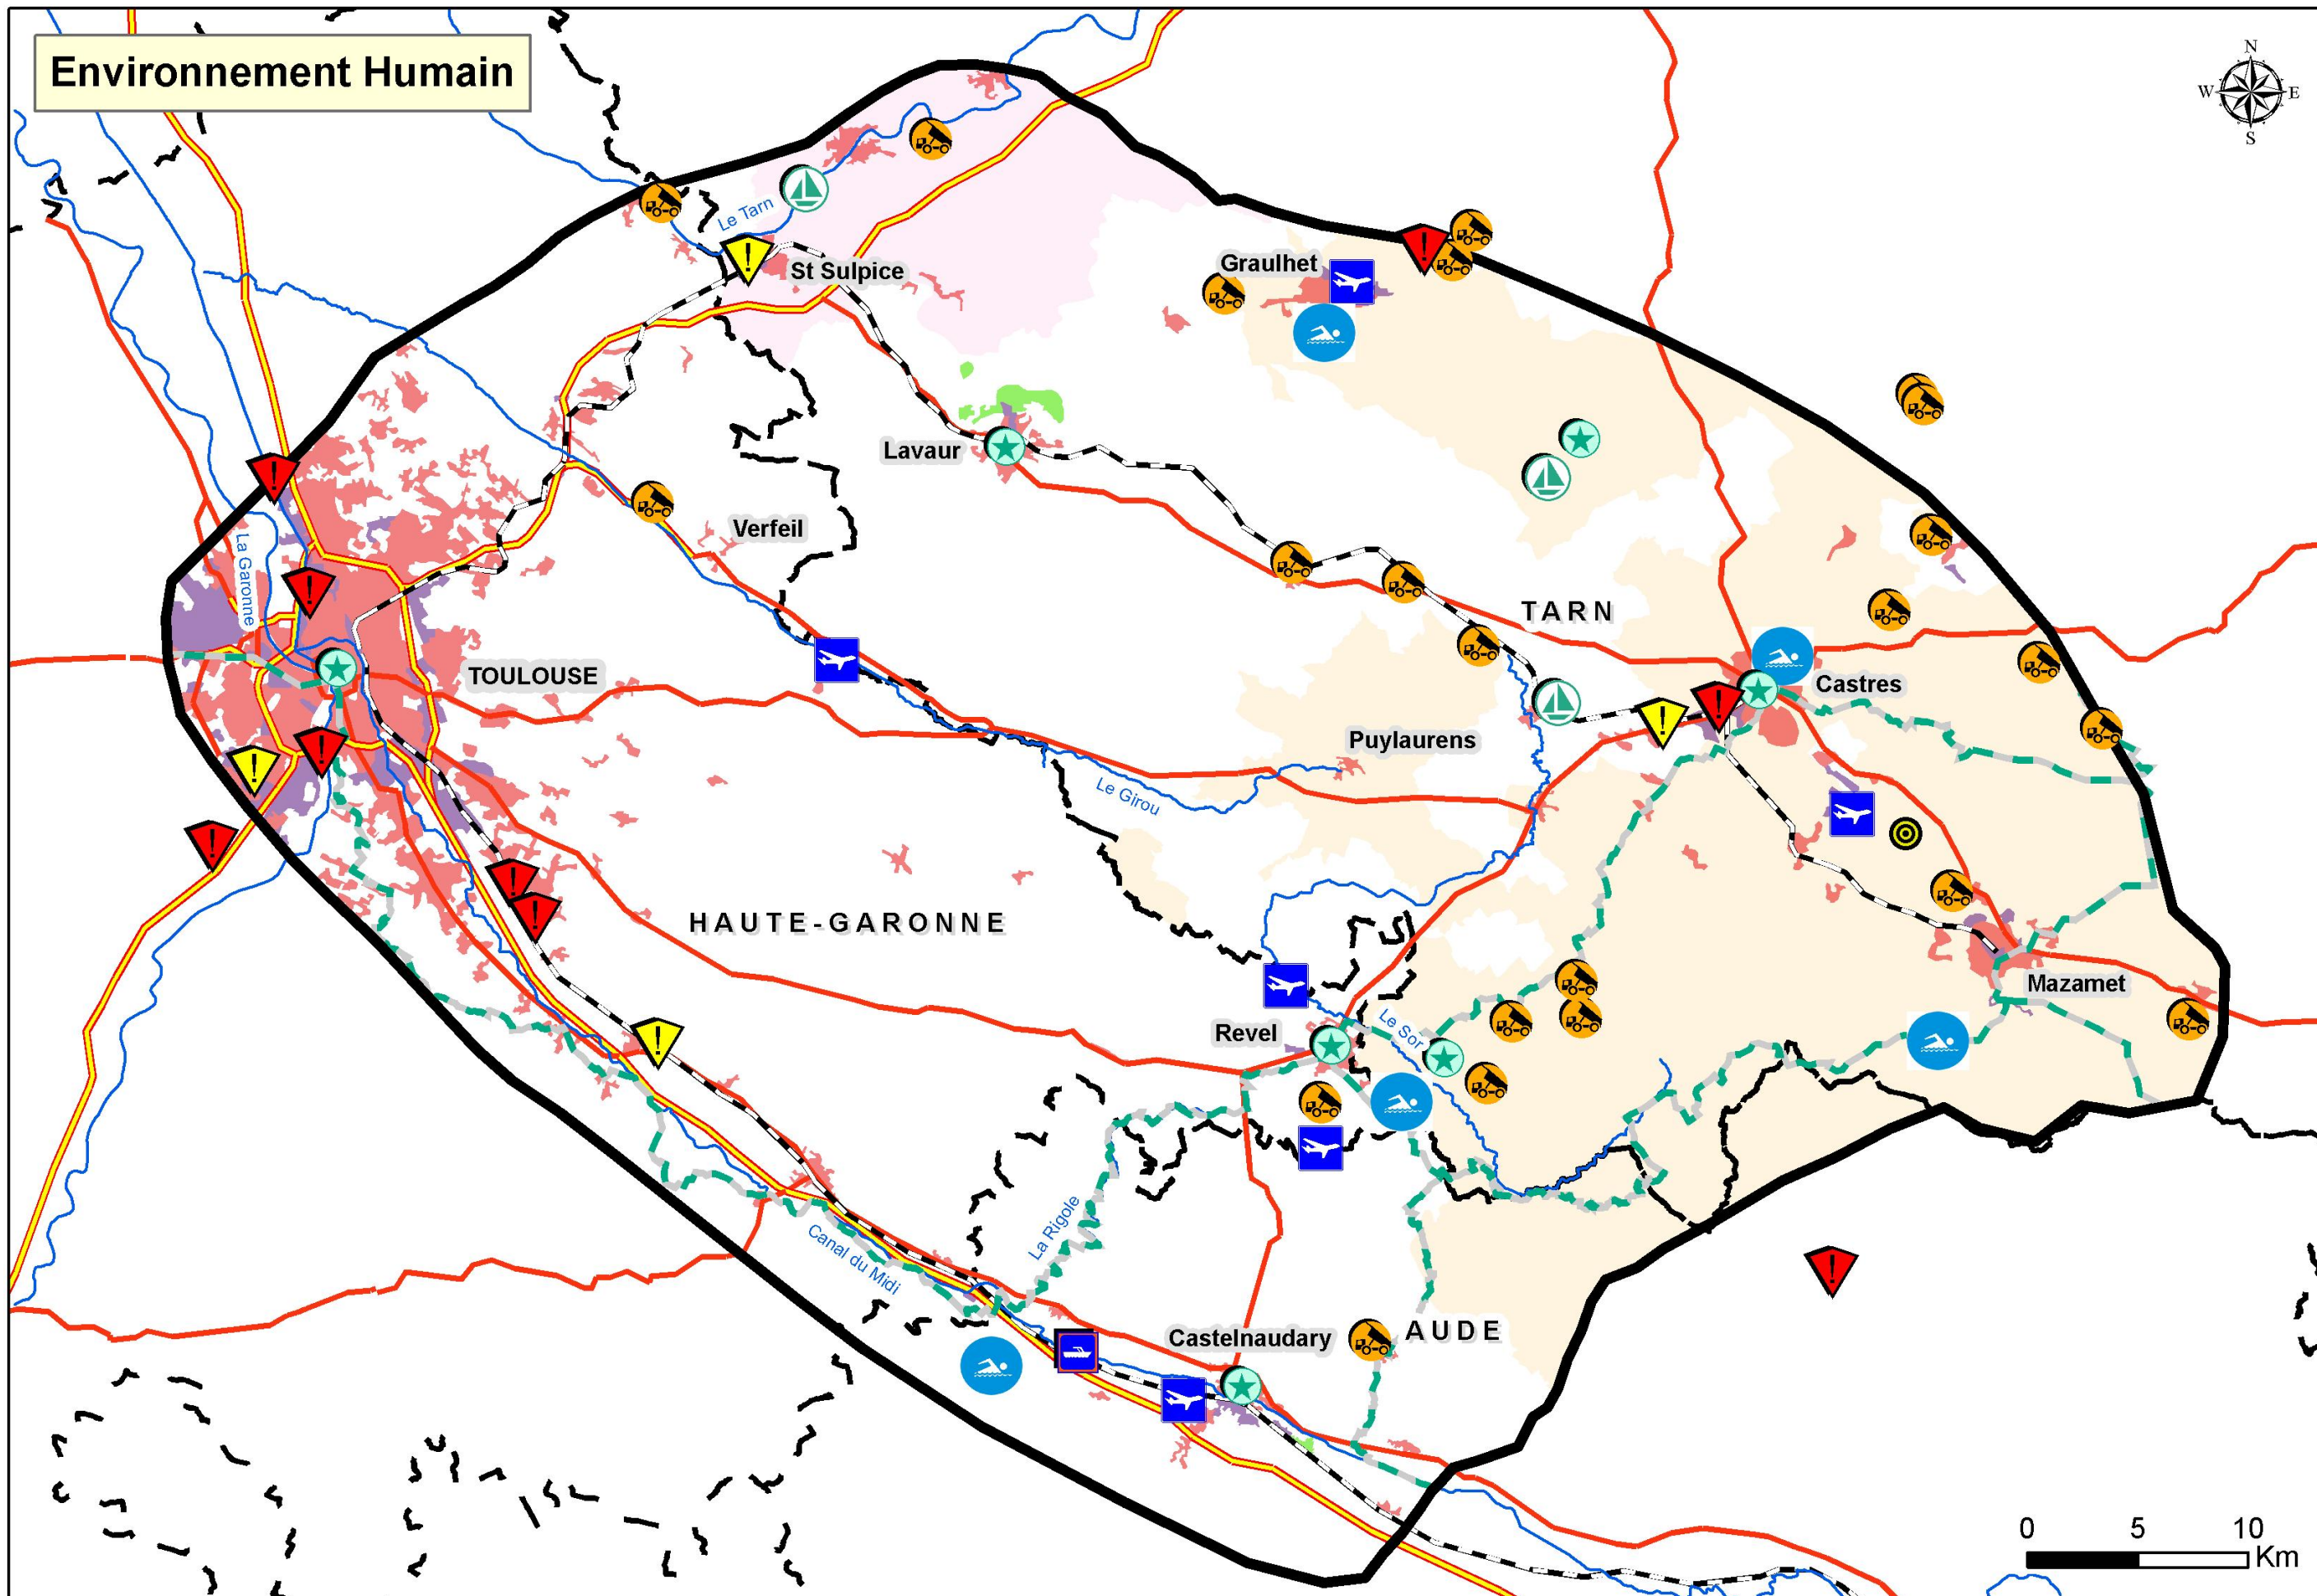 Environnement Humain
N
W E
S
Le Tarn
St Sulpice
Graulhet
Lavaur
Verfeil
La Garonne
TARN
TOULOUSE
Castres
Puylaurens
Le Girou
HAUTE-GARONNE
Mazamet
Revel
Le Sor
La Rigole
Canal du Midi
Castelnaudary
AUDE
0 5 10
Km